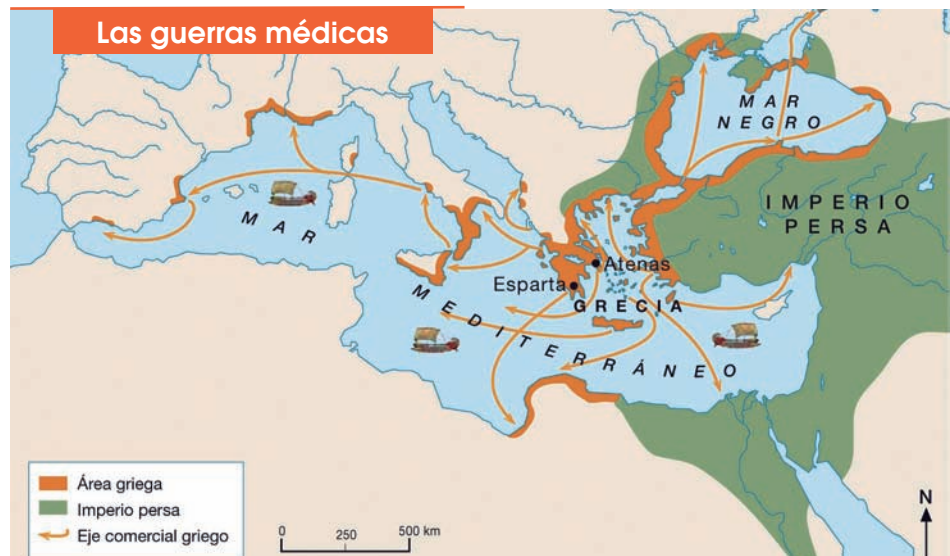 Las guerras médicas
MAR
NEGRO
IMPERIO
PERSA
MAR
MEDITERRÁNEO
Atenas
Esparta
GRECIA
Área griega
Imperio persa
Eje comercial griego
0 250 500 km
N